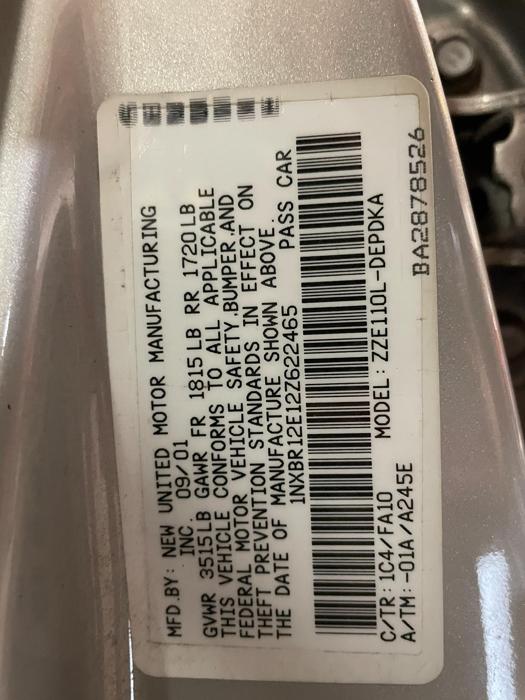 MFD.BY: NEW UNITED MOTOR MANUFACTURING
INC. 09/01
GVWR 3515LB GAWR FR 1815LB RR 1720LB
THIS VEHICLE CONFORMS TO ALL APPLICABLE
FEDERAL MOTOR VEHICLE SAFETY,BUMPER,AND
THEFT PREVENTION STANDARDS IN EFFECT ON
THE DATE OF MANUFACTURE SHOWN ABOVE.
1NXBR12E12Z622465 PASS CAR
MODEL: ZZE110L-DEPDKA
C/TR: 1C4/FA10
A/TM: -01A/A245E
BA2878526